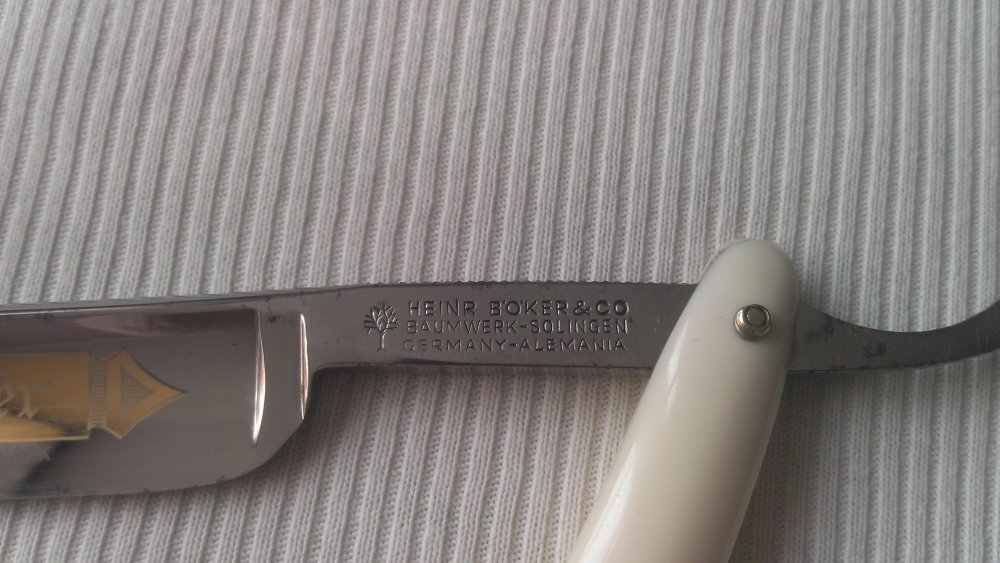 HEINR BÖKER & CO
BAUMWERK-SOLINGEN
GERMANY-ALEMANIA